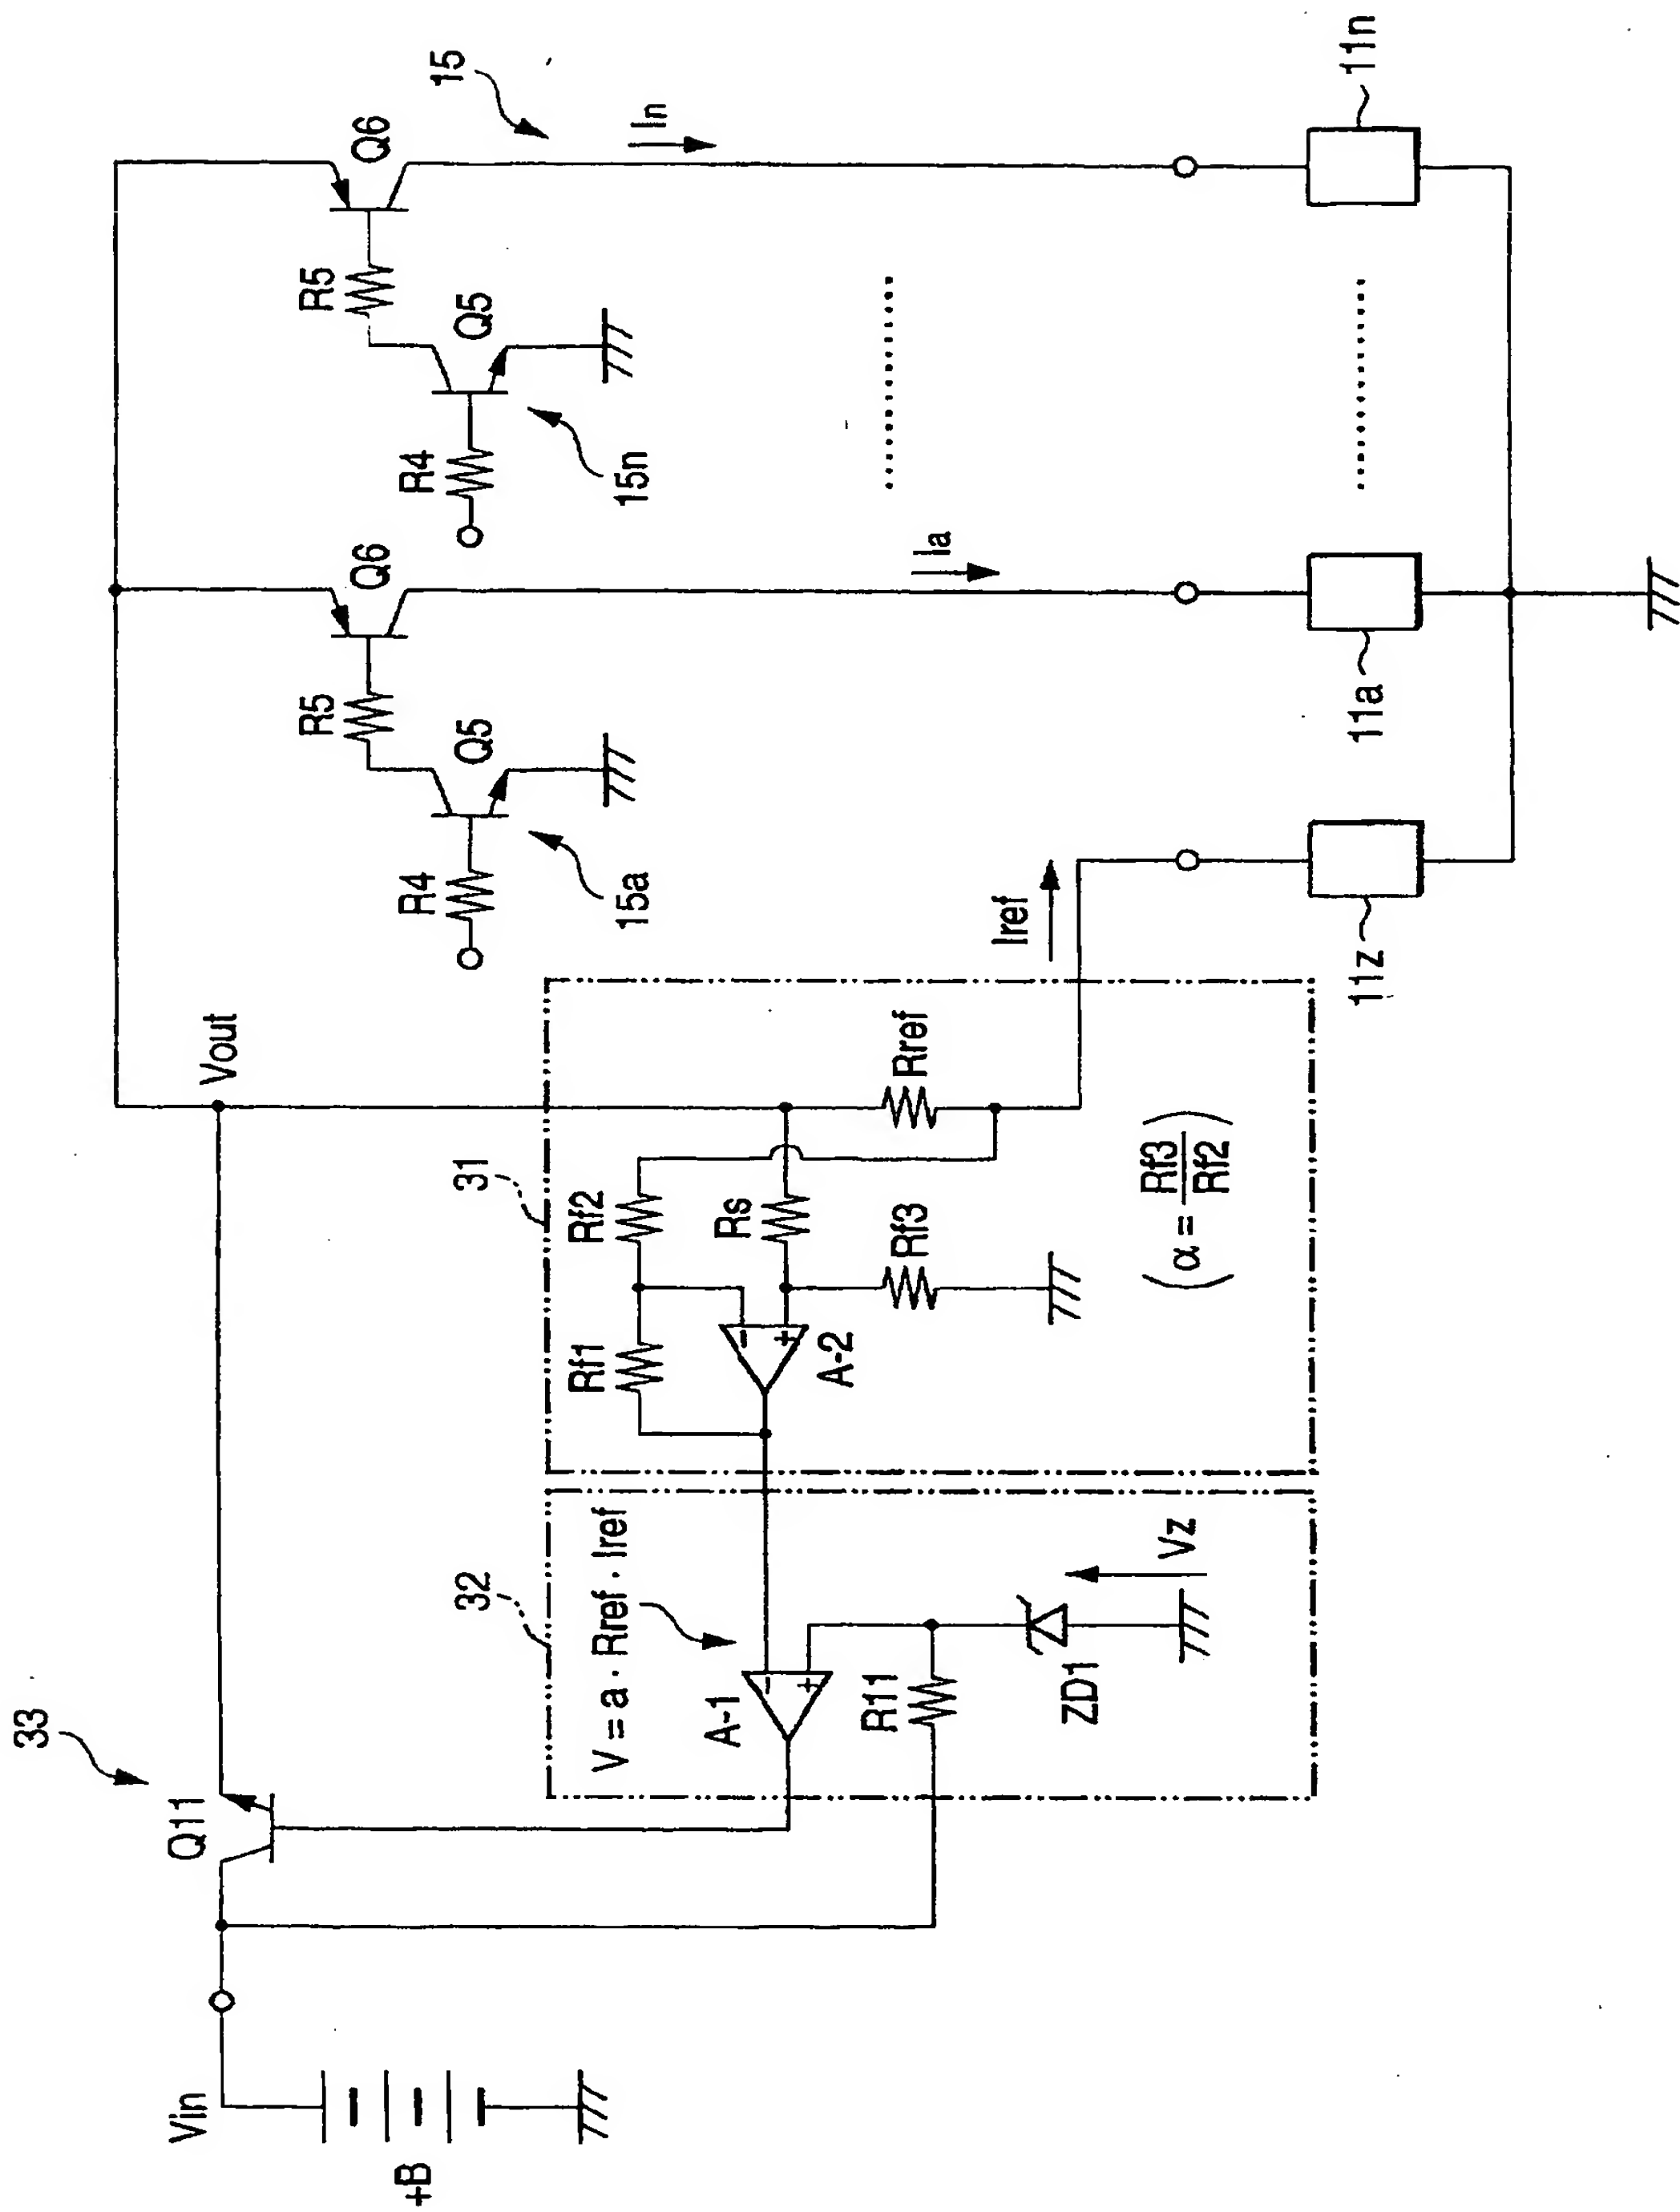 33
Q11
Vin
+B
Vout
32
V = a · Rref · Iref
A-1
R11
ZD1
Vz
31
Rf1
Rf2
Rs
A-2
Rf3
Rref
( α = Rf3
Rf2 )
Iref
11z
R4
R5
Q5
Q6
15a
Ia
11a
R4
R5
Q5
Q6
15n
15
In
11n